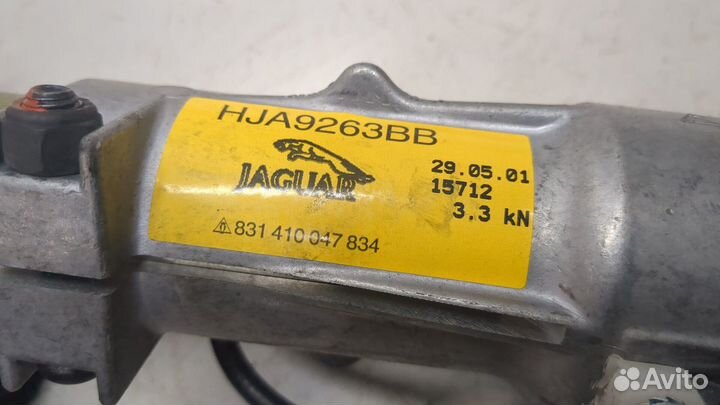 HJA9263BB
JAGUAR
29.05.01
15712
3.3 kN
831 410 047 834
Avito